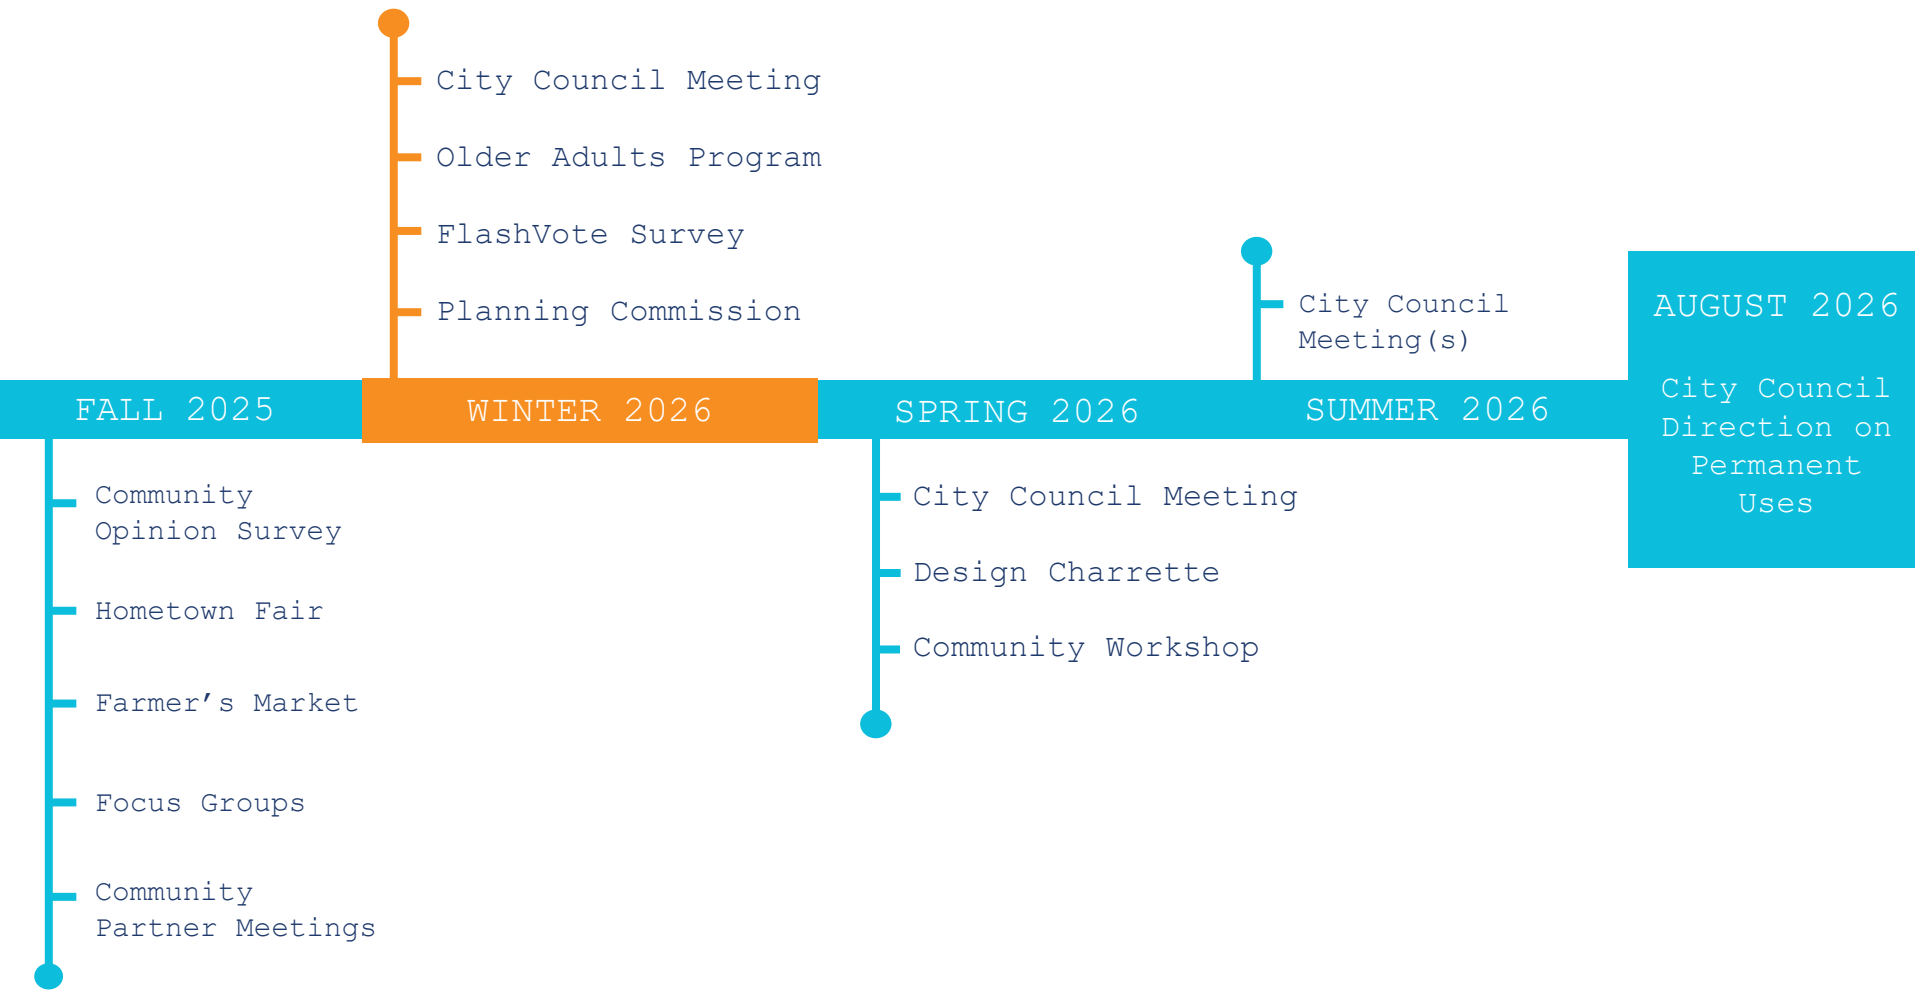 City Council Meeting
Older Adults Program
FlashVote Survey
Planning Commission
City Council
Meeting(s)
AUGUST 2026
City Council
Direction on
Permanent
Uses
FALL 2025
WINTER 2026
SPRING 2026
SUMMER 2026
Community
Opinion Survey
Hometown Fair
Farmer’s Market
Focus Groups
Community
Partner Meetings
City Council Meeting
Design Charrette
Community Workshop